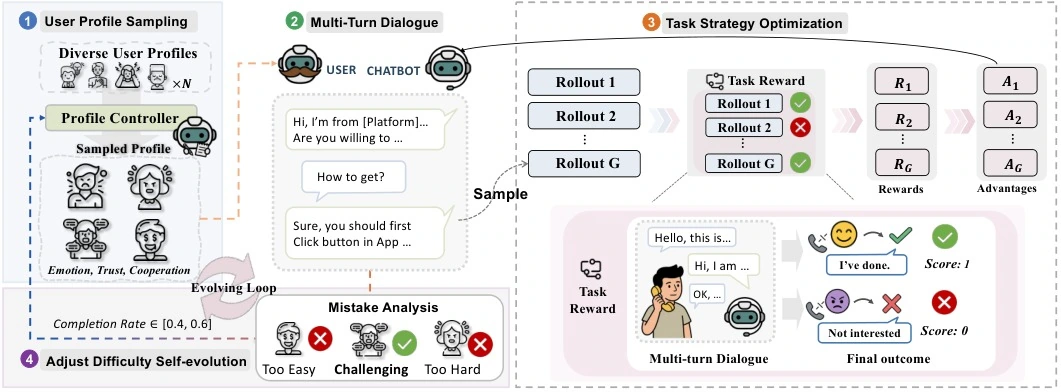 1 User Profile Sampling
Diverse User Profiles
×N
Profile Controller
Sampled Profile
Emotion, Trust, Cooperation
2 Multi-Turn Dialogue
USER CHATBOT
Hi, I'm from [Platform]...
Are you willing to ...
How to get?
Sure, you should first
Click button in App ...
Sample
Evolving Loop
3 Task Strategy Optimization
Rollout 1
Rollout 2
⋮
Rollout G
Task Reward
Rollout 1
Rollout 2
⋮
Rollout G
R1
R2
⋮
RG
Rewards
A1
A2
⋮
AG
Advantages
Task
Reward
Hello, this is...
Hi, I am ...
OK, ...
Multi-turn Dialogue
I've done.
Score: 1
Not interested
Score: 0
Final outcome
Completion Rate ∈ [0.4, 0.6]
4 Adjust Difficulty Self-evolution
Mistake Analysis
Too Easy Challenging Too Hard